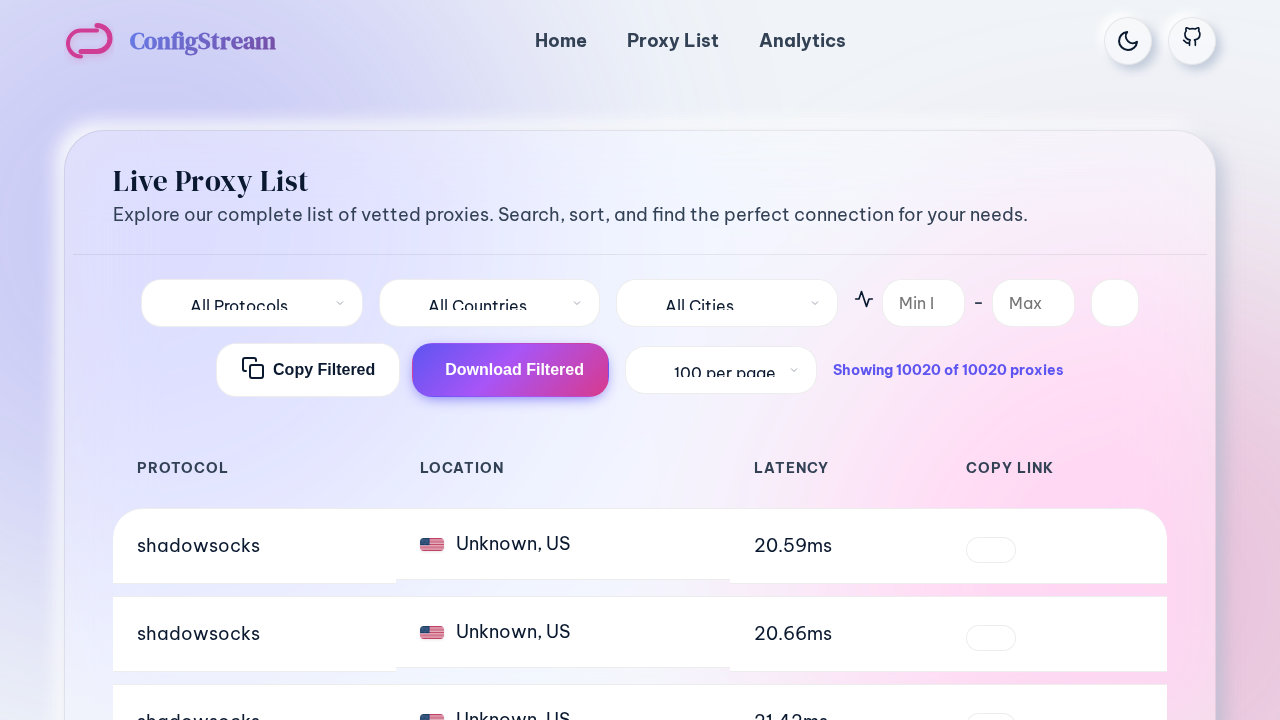 ConfigStream
Home
Proxy List
Analytics
Live Proxy List
Explore our complete list of vetted proxies. Search, sort, and find the perfect connection for your needs.
All Protocols
All Countries
All Cities
Min l
–
Max
Copy Filtered
Download Filtered
100 per page
Showing 10020 of 10020 proxies
PROTOCOL
LOCATION
LATENCY
COPY LINK
shadowsocks
Unknown, US
20.59ms
shadowsocks
Unknown, US
20.66ms
shadowsocks
Unknown, US
21.42ms